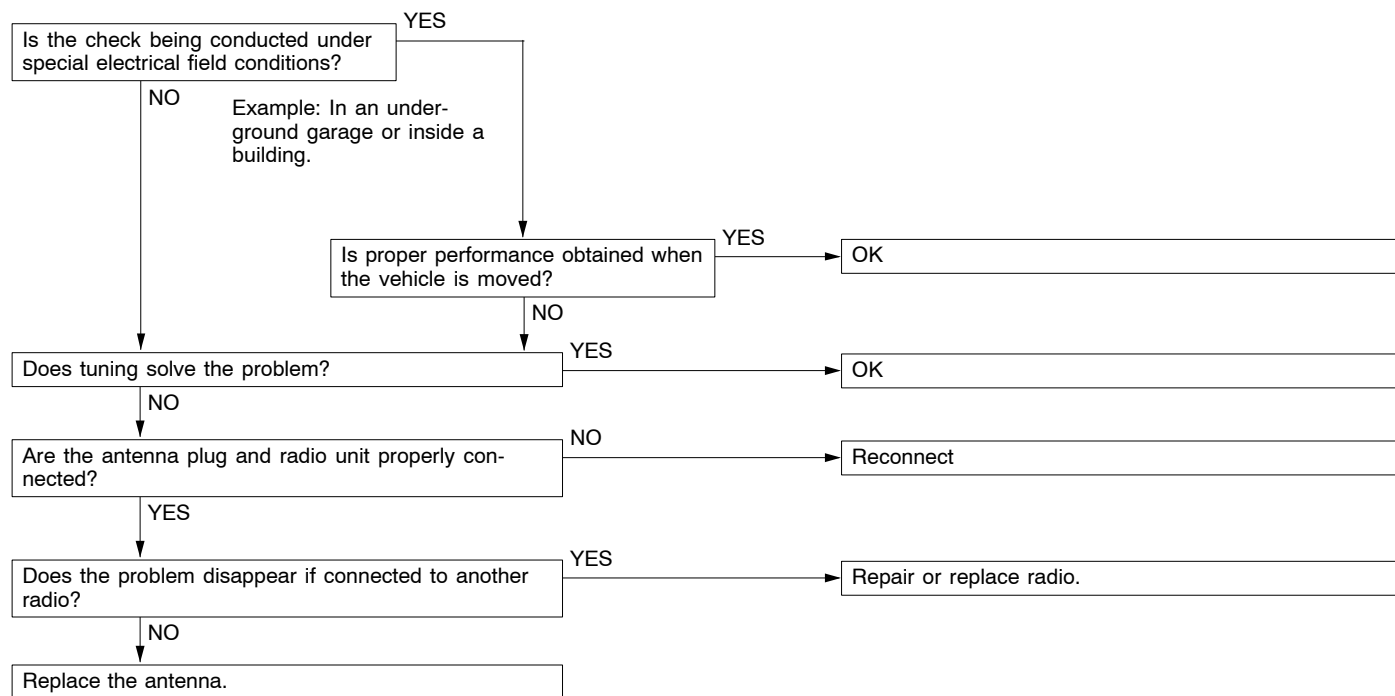 YES
Is the check being conducted under
special electrical field conditions?
NO
Example: In an under-
ground garage or inside a
building.
YES
Is proper performance obtained when
the vehicle is moved?
OK
NO
YES
Does tuning solve the problem?
OK
NO
NO
Are the antenna plug and radio unit properly con-
nected?
Reconnect
YES
YES
Does the problem disappear if connected to another
radio?
Repair or replace radio.
NO
Replace the antenna.